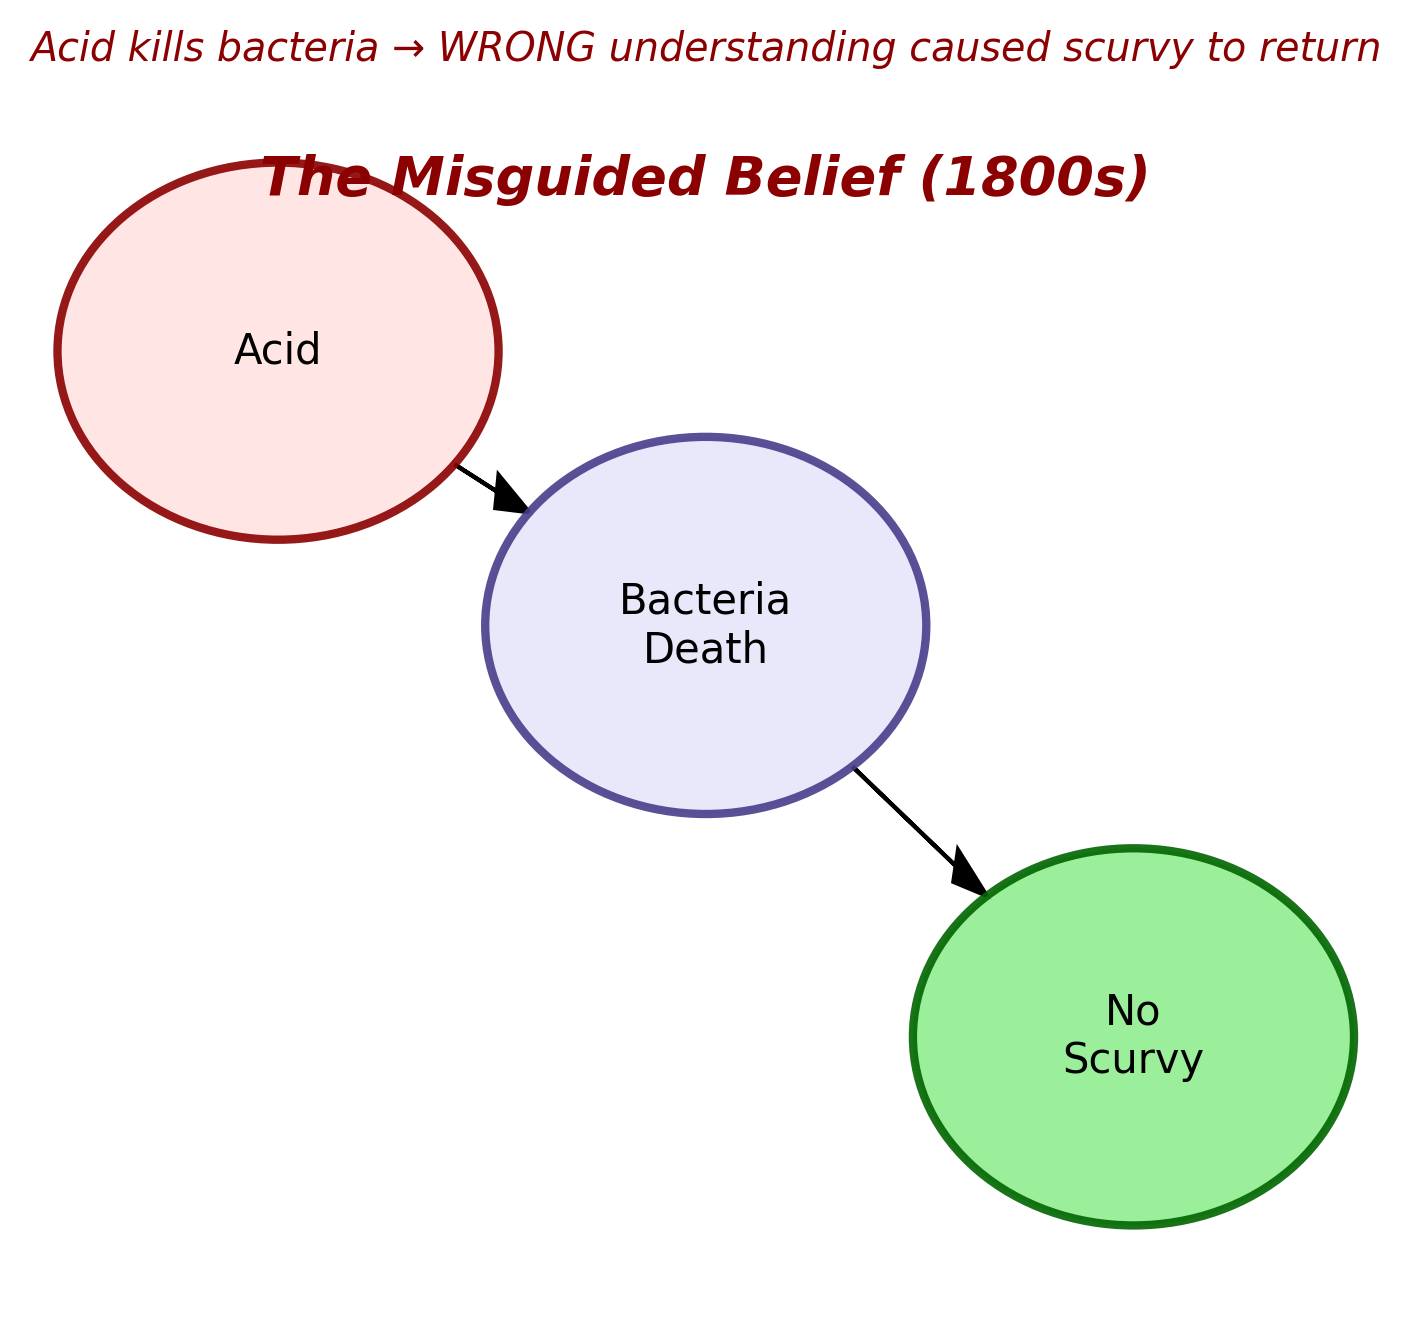 Acid kills bacteria → WRONG understanding caused scurvy to return
The Misguided Belief (1800s)
Acid
Bacteria
Death
No
Scurvy